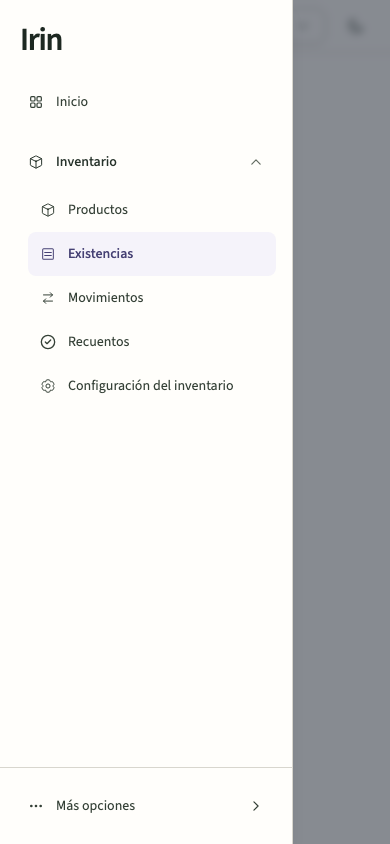 Irin
Inicio
Inventario
Productos
Existencias
Movimientos
Recuentos
Configuración del inventario
Más opciones